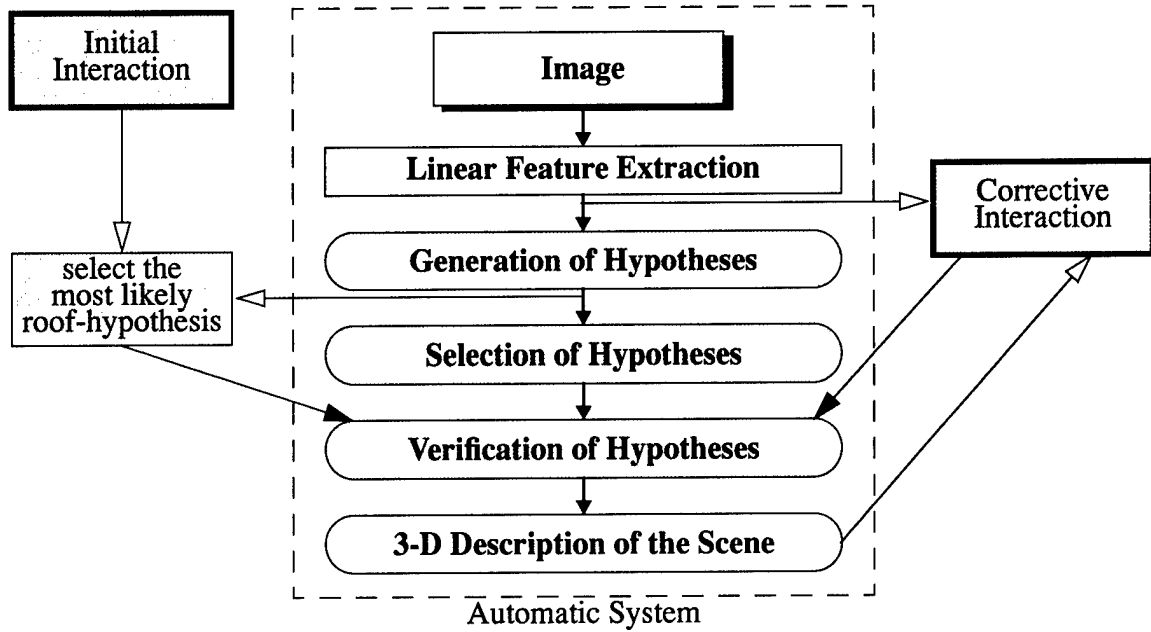 Initial
Interaction
Image
Linear Feature Extraction
Corrective
Interaction
Generation of Hypotheses
select the
most likely
roof-hypothesis
Selection of Hypotheses
Verification of Hypotheses
3-D Description of the Scene
Automatic System